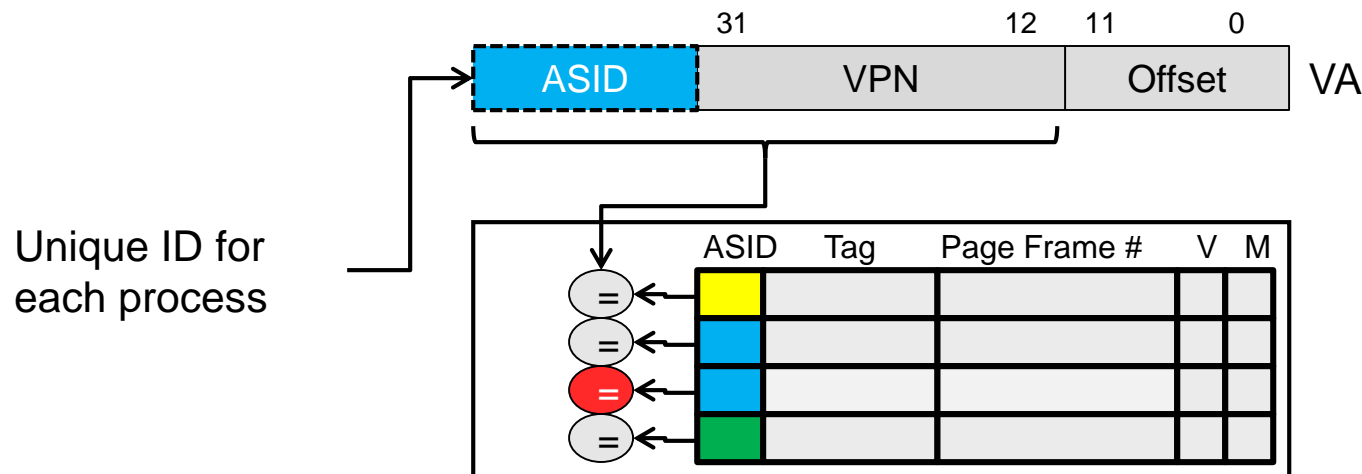 31 12 11 0
ASID VPN Offset VA
Unique ID for
each process
ASID Tag Page Frame # V M
=
=
=
=